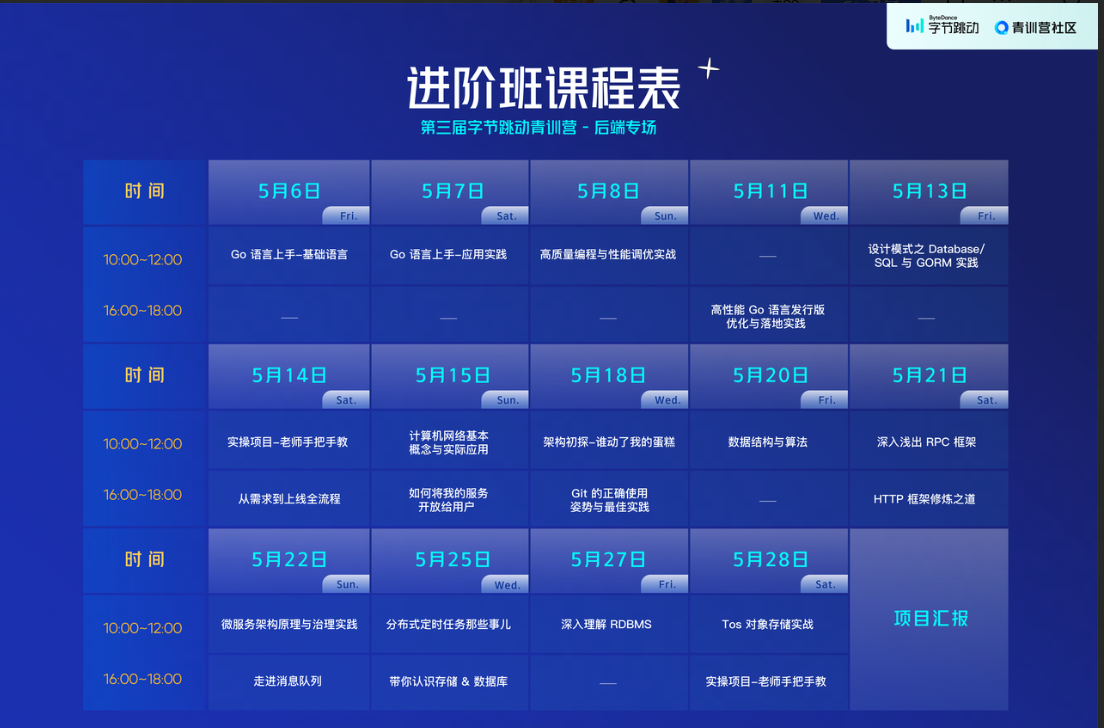 ByteDance
字节跳动 青训营社区
进阶班课程表
第三届字节跳动青训营 - 后端专场
时间 5月6日 5月7日 5月8日 5月11日 5月13日
Fri. Sat. Sun. Wed. Fri.
10:00~12:00 Go 语言上手-基础语言 Go 语言上手-应用实践 高质量编程与性能调优实战 — 设计模式之 Database/
SQL 与 GORM 实践
16:00~18:00 — — — 高性能 Go 语言发行版
优化与落地实践 —
时间 5月14日 5月15日 5月18日 5月20日 5月21日
Sat. Sun. Wed. Fri. Sat.
10:00~12:00 实操项目-老师手把手教 计算机网络基本
概念与实际应用 架构初探-谁动了我的蛋糕 数据结构与算法 深入浅出 RPC 框架
16:00~18:00 从需求到上线全流程 如何将我的服务
开放给用户 Git 的正确使用
姿势与最佳实践 — HTTP 框架修炼之道
时间 5月22日 5月25日 5月27日 5月28日
Sun. Wed. Fri. Sat.
10:00~12:00 微服务架构原理与治理实践 分布式定时任务那些事儿 深入理解 RDBMS Tos 对象存储实战 项目汇报
16:00~18:00 走进消息队列 带你认识存储 & 数据库 — 实操项目-老师手把手教